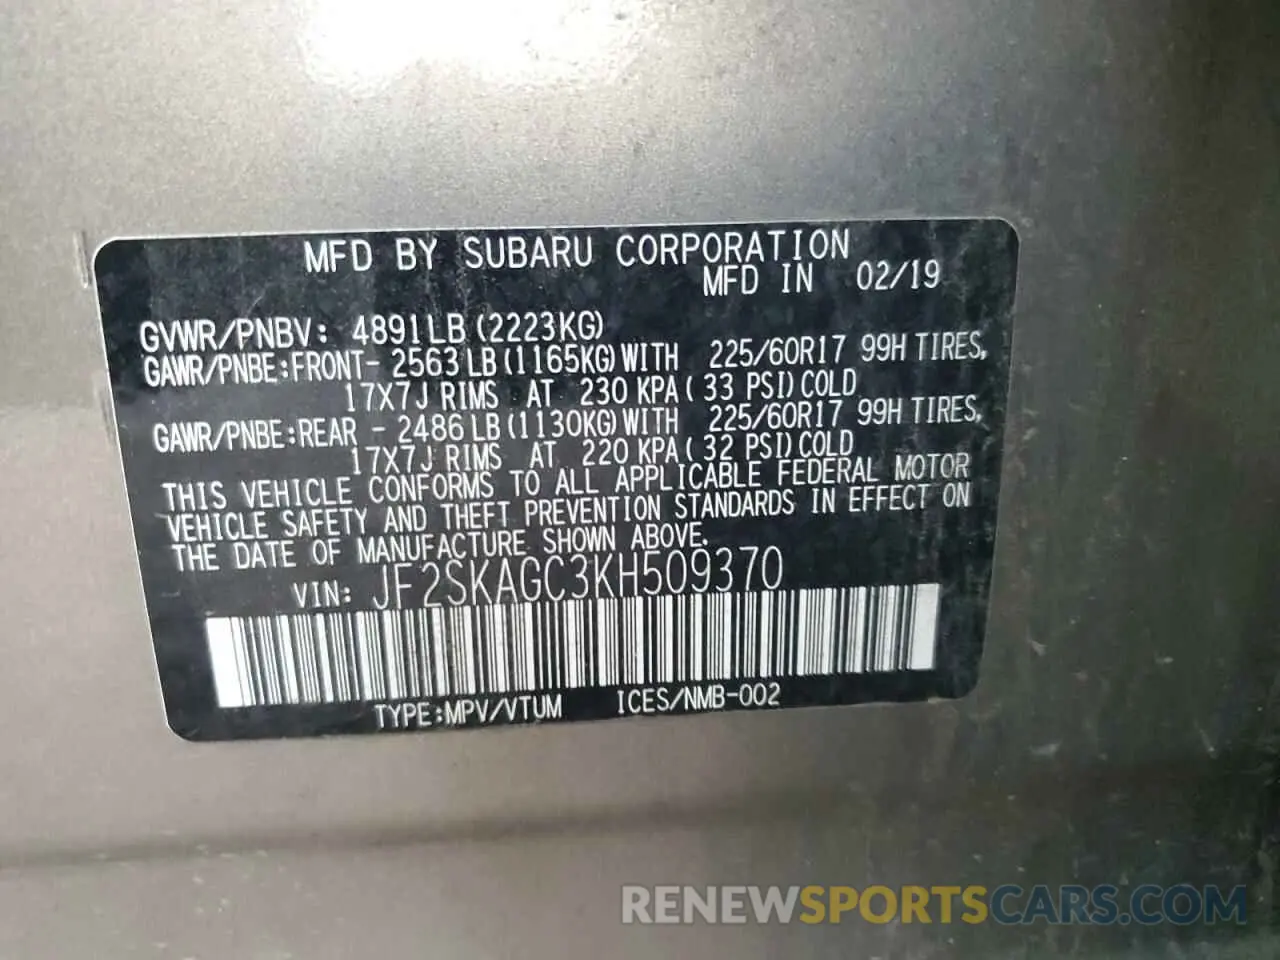 MFD BY SUBARU CORPORATION
MFD IN 02/19
GVWR/PNBV: 4891LB (2223KG)
GAWR/PNBE:FRONT- 2563LB (1165KG)WITH 225/60R17 99H TIRES,
17X7J RIMS AT 230 KPA( 33 PSI)COLD
GAWR/PNBE:REAR - 2486LB (1130KG)WITH 225/60R17 99H TIRES,
17X7J RIMS AT 220 KPA( 32 PSI)COLD
THIS VEHICLE CONFORMS TO ALL APPLICABLE FEDERAL MOTOR
VEHICLE SAFETY AND THEFT PREVENTION STANDARDS IN EFFECT ON
THE DATE OF MANUFACTURE SHOWN ABOVE.
VIN: JF2SKAGC3KH509370
TYPE:MPV/VTUM ICES/NMB-002
RENEWSPORTSCARS.COM